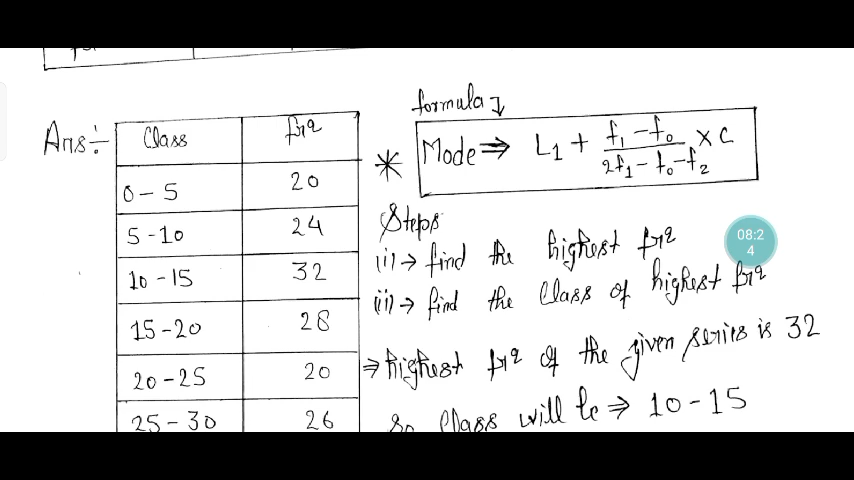 formula
Ans÷
Class frq
0-5 20
5-10 24
10-15 32
15-20 28
20-25 20
25-30 26
* Mode ⇒ L1 + (f1 - f0)/(2f1 - f0 - f2) × C
Steps
(i)→ find the highest frq
(ii)→ find the Class of highest frq
⇒ highest frq of the given series is 32
so Class will be ⇒ 10-15
08:2
4